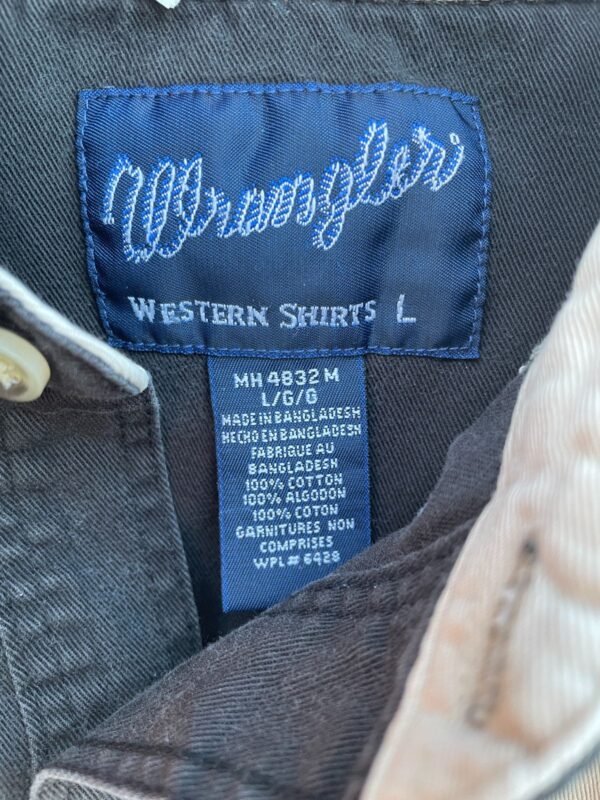 Wrangler®
WESTERN SHIRTS L
MH 4832 M
L/G/G
MADE IN BANGLADESH
HECHO EN BANGLADESH
FABRIQUE AU
BANGLADESH
100% COTTON
100% ALGODON
100% COTON
GARNITURES NON
COMPRISES
WPL# 6428